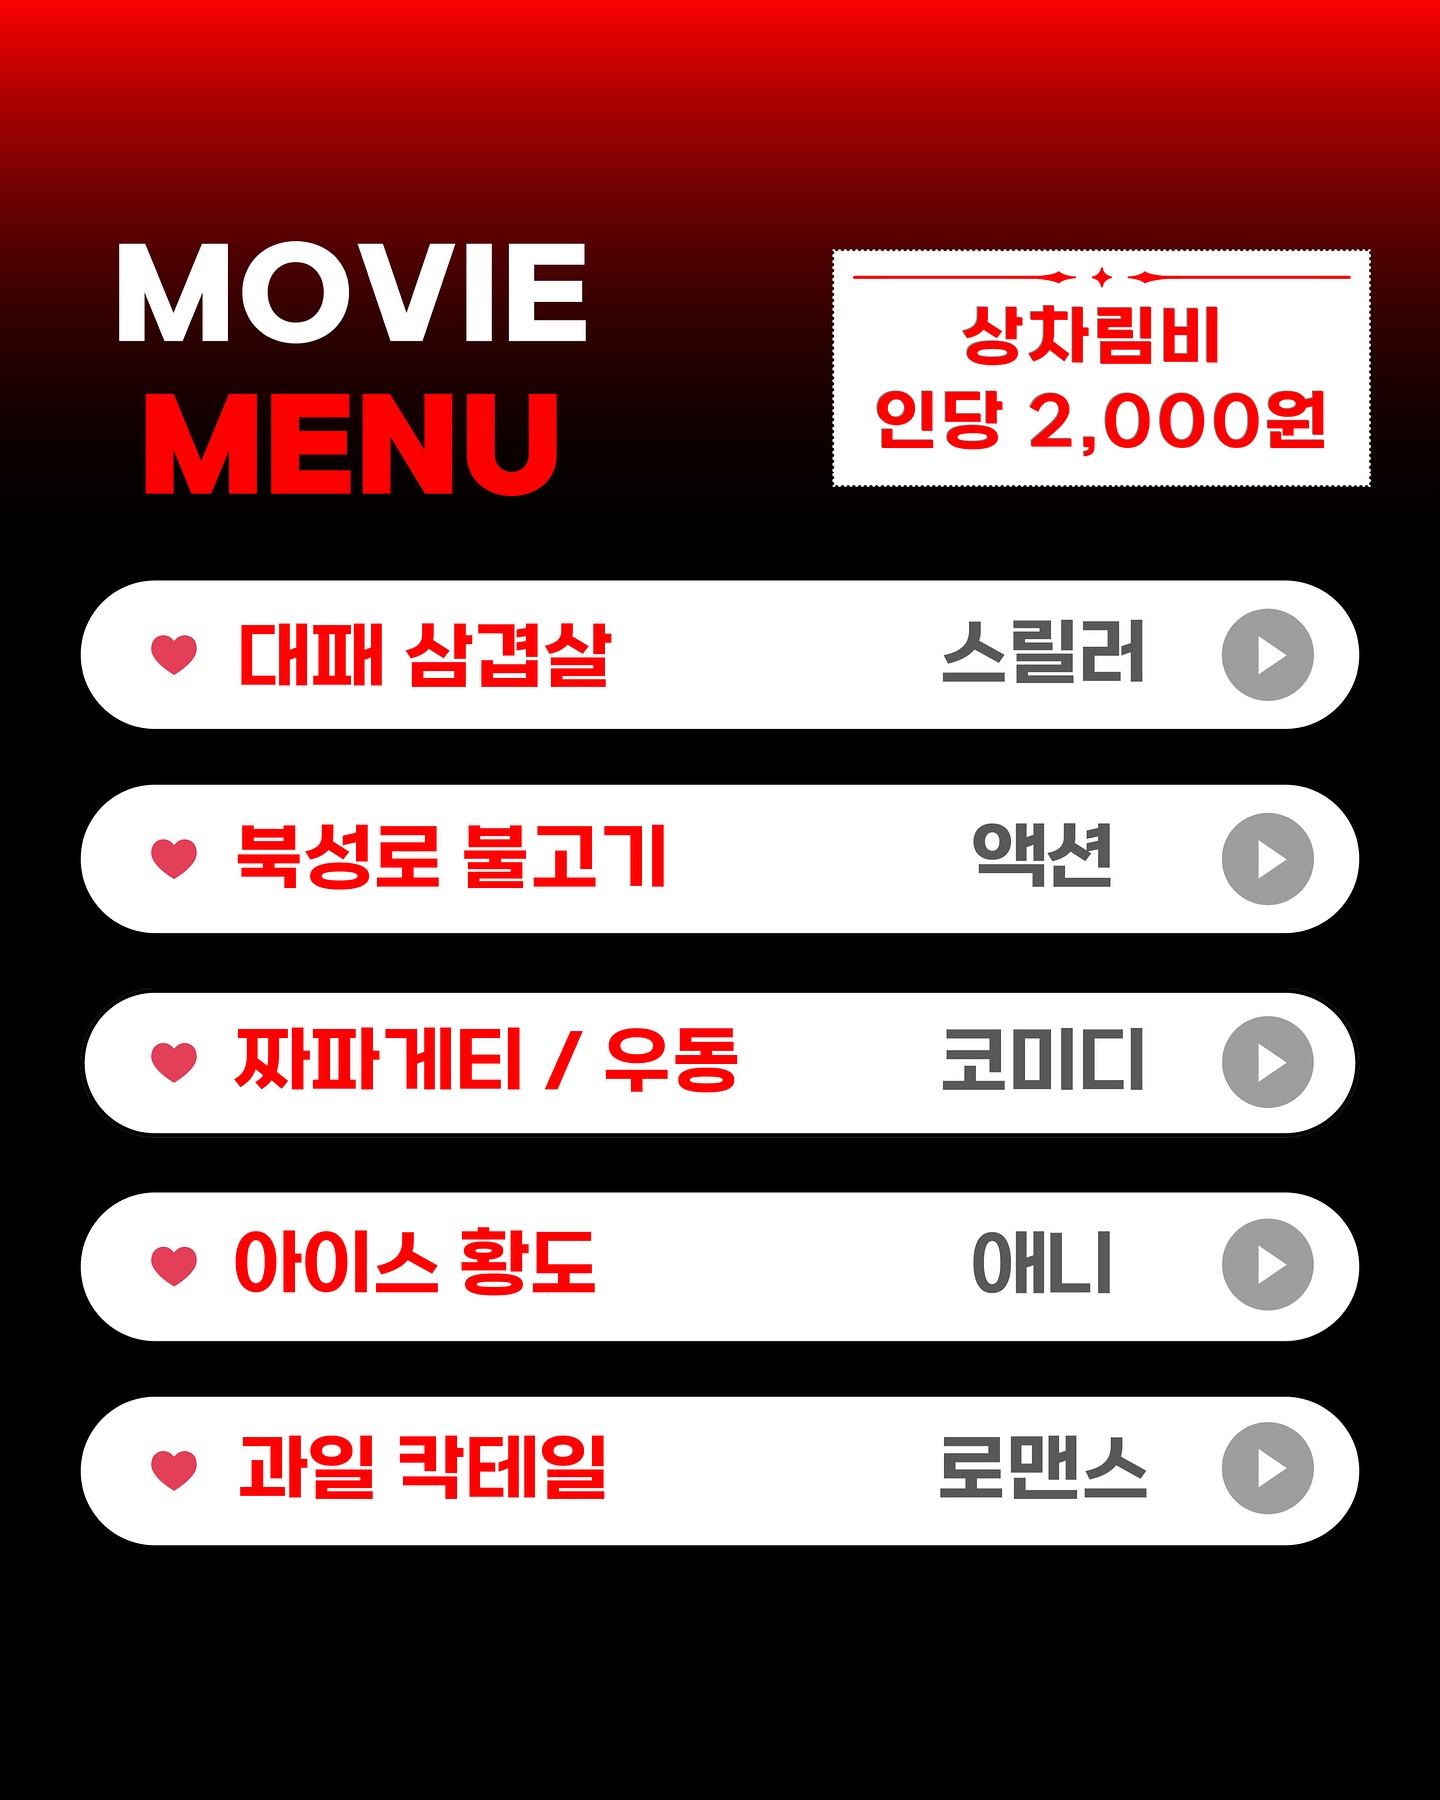 MOVIE
MENU
상차림비
인당 2,000원
대패 삼겹살 스릴러
북성로 불고기 액션
짜파게티 / 우동 코미디
아이스 황도 애니
과일 칵테일 로맨스